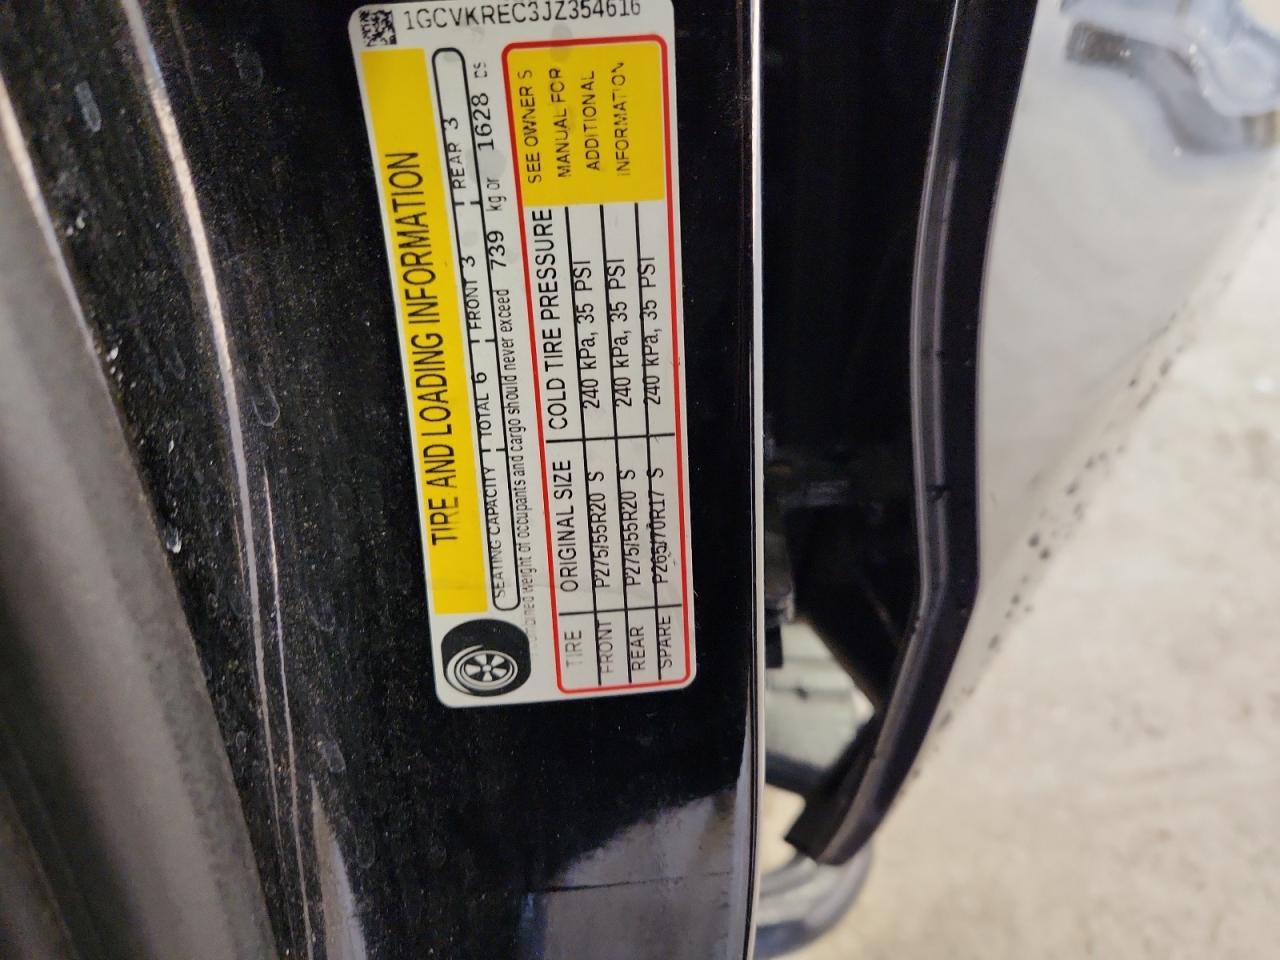 1GCVKREC3JZ354616
TIRE AND LOADING INFORMATION
SEATING CAPACITY TOTAL 6 FRONT 3 REAR 3
combined weight of occupants and cargo should never exceed 739 kg or 1628 LBS
TIRE ORIGINAL SIZE COLD TIRE PRESSURE
FRONT P275/55R20 S 240 kPa, 35 PSI
REAR P275/55R20 S 240 kPa, 35 PSI
SPARE P265/70R17 S 240 kPa, 35 PSI
SEE OWNER'S
MANUAL FOR
ADDITIONAL
INFORMATION